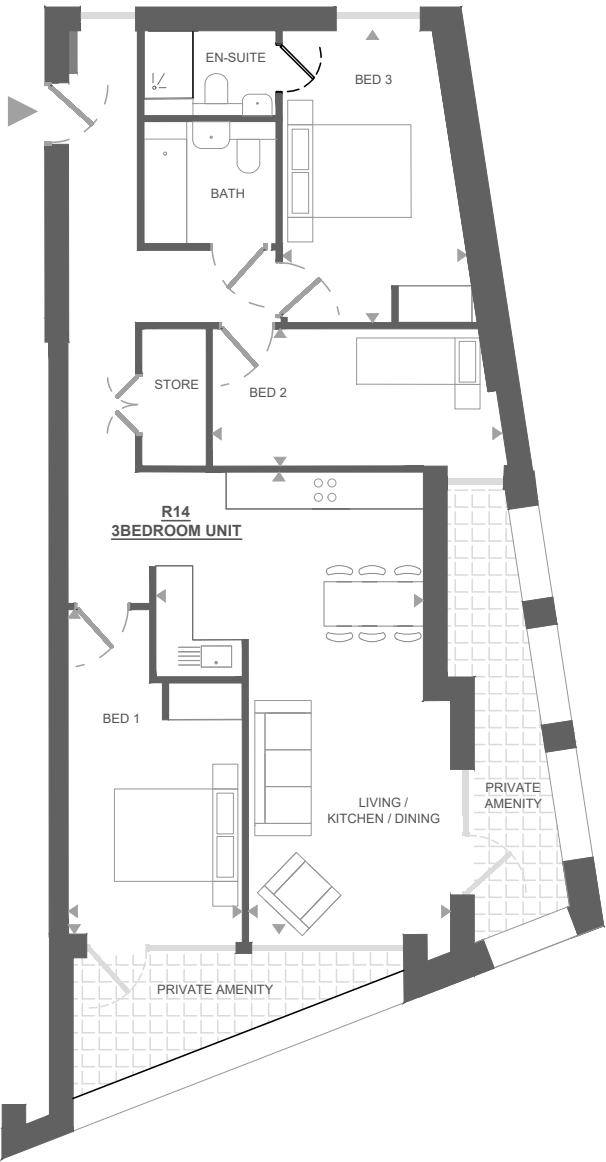 EN-SUITE
BED 3
BATH
STORE
BED 2
R14
3BEDROOM UNIT
BED 1
LIVING /
KITCHEN / DINING
PRIVATE
AMENITY
PRIVATE AMENITY